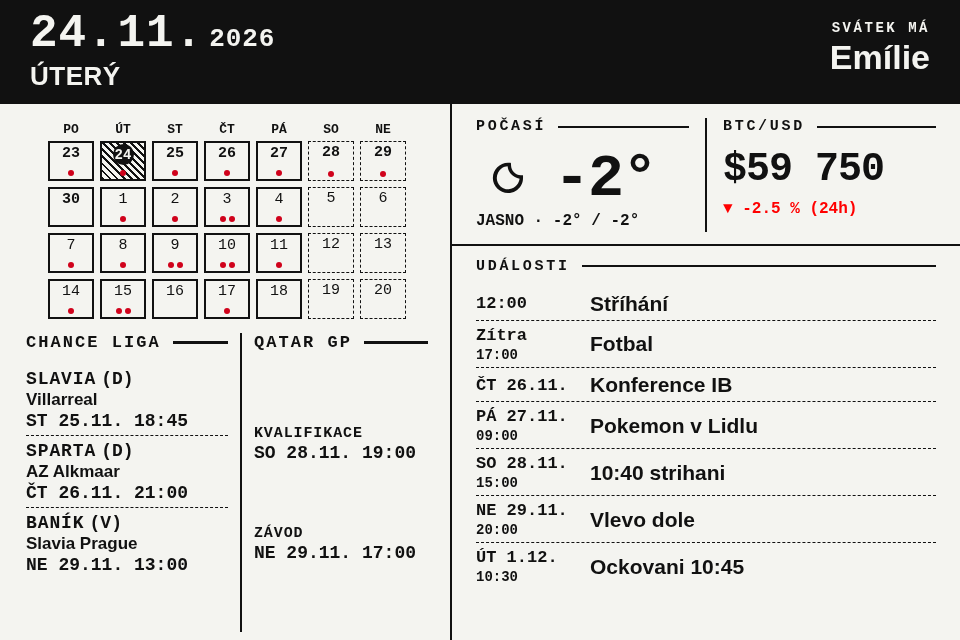 24.11. 2026
ÚTERÝ
SVÁTEK MÁ
Emílie
PO ÚT ST ČT PÁ SO NE
23 24 25 26 27 28 29
30 1 2 3 4 5 6
7 8 9 10 11 12 13
14 15 16 17 18 19 20
CHANCE LIGA
SLAVIA (D)
Villarreal
ST 25.11. 18:45
SPARTA (D)
AZ Alkmaar
ČT 26.11. 21:00
BANÍK (V)
Slavia Prague
NE 29.11. 13:00
QATAR GP
KVALIFIKACE
SO 28.11. 19:00
ZÁVOD
NE 29.11. 17:00
POČASÍ
-2°
JASNO · -2° / -2°
BTC/USD
$59 750
▼ -2.5 % (24h)
UDÁLOSTI
12:00 Stříhání
Zítra
17:00
Fotbal
ČT 26.11. Konference IB
PÁ 27.11.
09:00
Pokemon v Lidlu
SO 28.11.
15:00
10:40 strihani
NE 29.11.
20:00
Vlevo dole
ÚT 1.12.
10:30
Ockovani 10:45